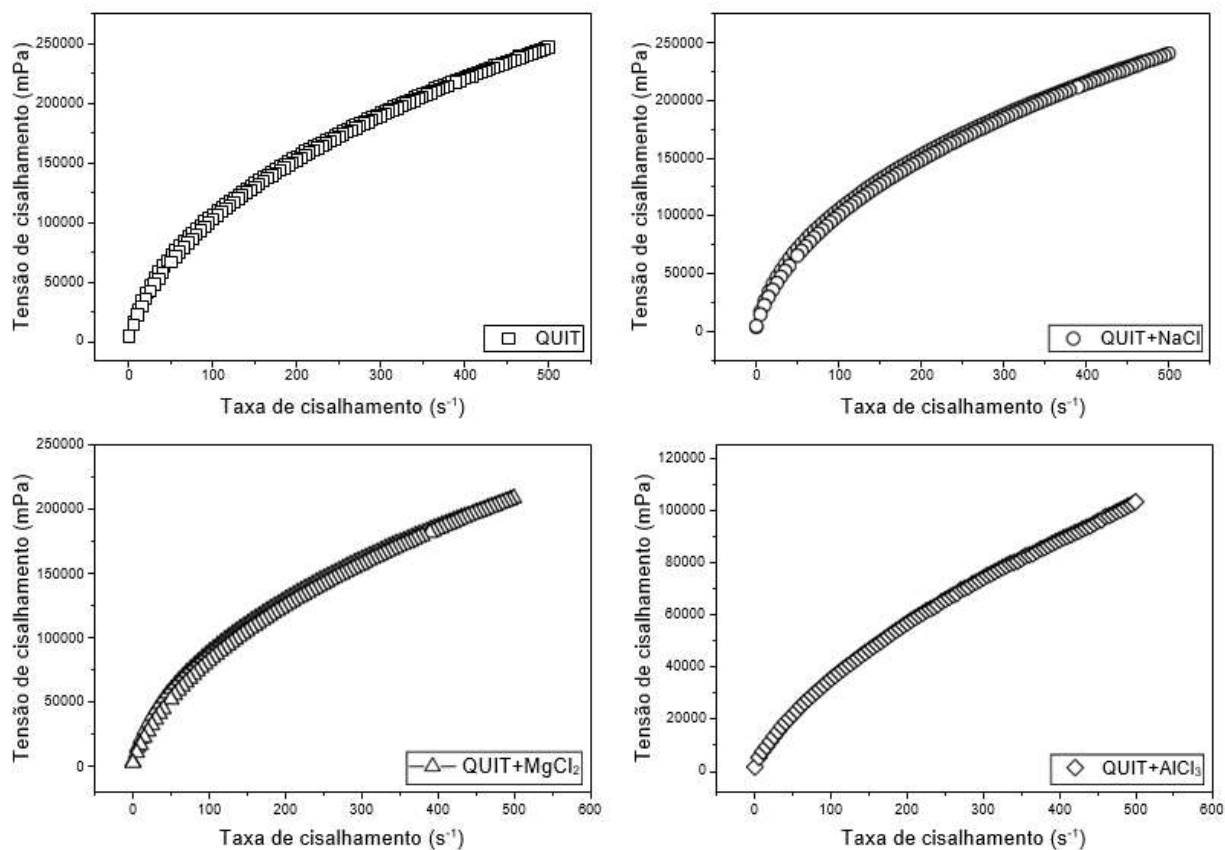 250000
200000
150000
100000
50000
0
Tensão de cisalhamento (mPa)
QUIT
0 100 200 300 400 500
Taxa de cisalhamento (s⁻¹)
250000
200000
150000
100000
50000
0
Tensão de cisalhamento (mPa)
QUIT+NaCl
0 100 200 300 400 500
Taxa de cisalhamento (s⁻¹)
250000
200000
150000
100000
50000
0
Tensão de cisalhamento (mPa)
QUIT+MgCl₂
0 100 200 300 400 500 600
Taxa de cisalhamento (s⁻¹)
120000
100000
80000
60000
40000
20000
0
Tensão de cisalhamento (mPa)
QUIT+AlCl₃
0 100 200 300 400 500 600
Taxa de cisalhamento (s⁻¹)